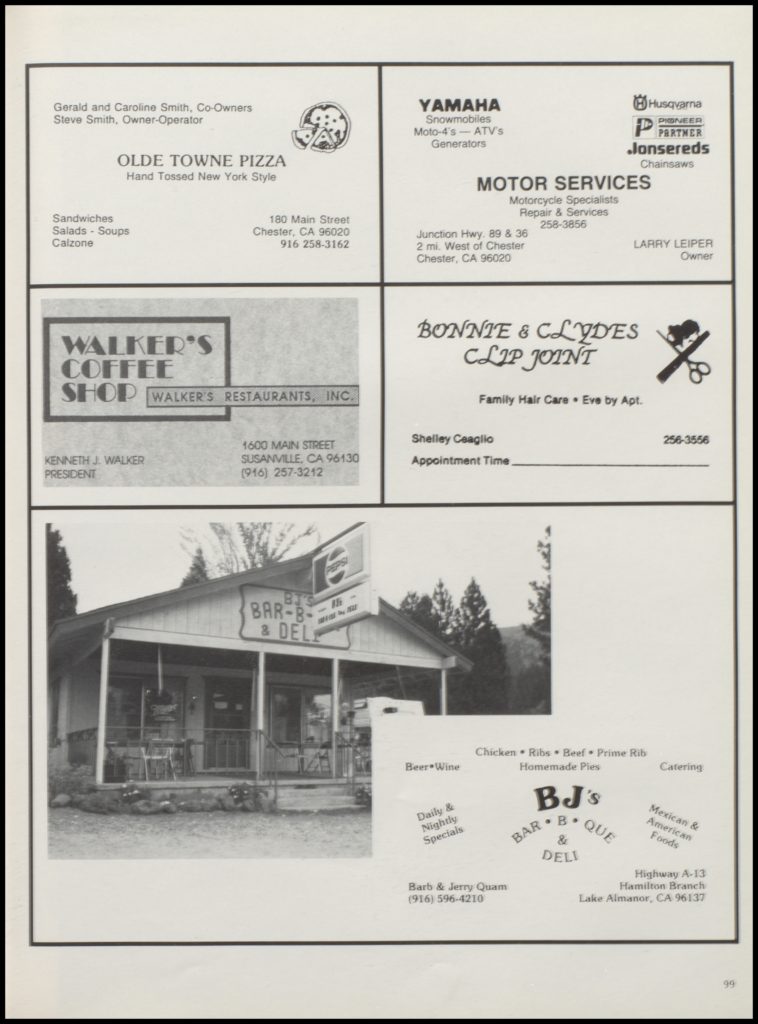 Gerald and Caroline Smith, Co-Owners
Steve Smith, Owner-Operator
OLDE TOWNE PIZZA
Hand Tossed New York Style
Sandwiches
Salads - Soups
Calzone
180 Main Street
Chester, CA 96020
916 258-3162
YAMAHA
Snowmobiles
Moto-4's — ATV's
Generators
Husqvarna
P PIONEER
PARTNER
Jonsereds
Chainsaws
MOTOR SERVICES
Motorcycle Specialists
Repair & Services
258-3856
Junction Hwy. 89 & 36
2 mi. West of Chester
Chester, CA 96020
LARRY LEIPER
Owner
WALKER'S
COFFEE
SHOP
WALKER'S RESTAURANTS, INC.
KENNETH J. WALKER
PRESIDENT
1600 MAIN STREET
SUSANVILLE, CA 96130
(916) 257-3212
BONNIE & CLYDES
CLIP JOINT
Family Hair Care • Eve by Apt.
Shelley Ceaglio
256-3556
Appointment Time
PEPSI
BJ'S
BAR-B-
& DELI
Chicken • Ribs • Beef • Prime Rib
Beer•Wine
Homemade Pies
Catering
Daily &
Nightly
Specials
BJ's
BAR • B • QUE
&
DELI
Mexican &
American
Foods
Barb & Jerry Quam
(916) 596-4210
Highway A-13
Hamilton Branch
Lake Almanor, CA 96137
99